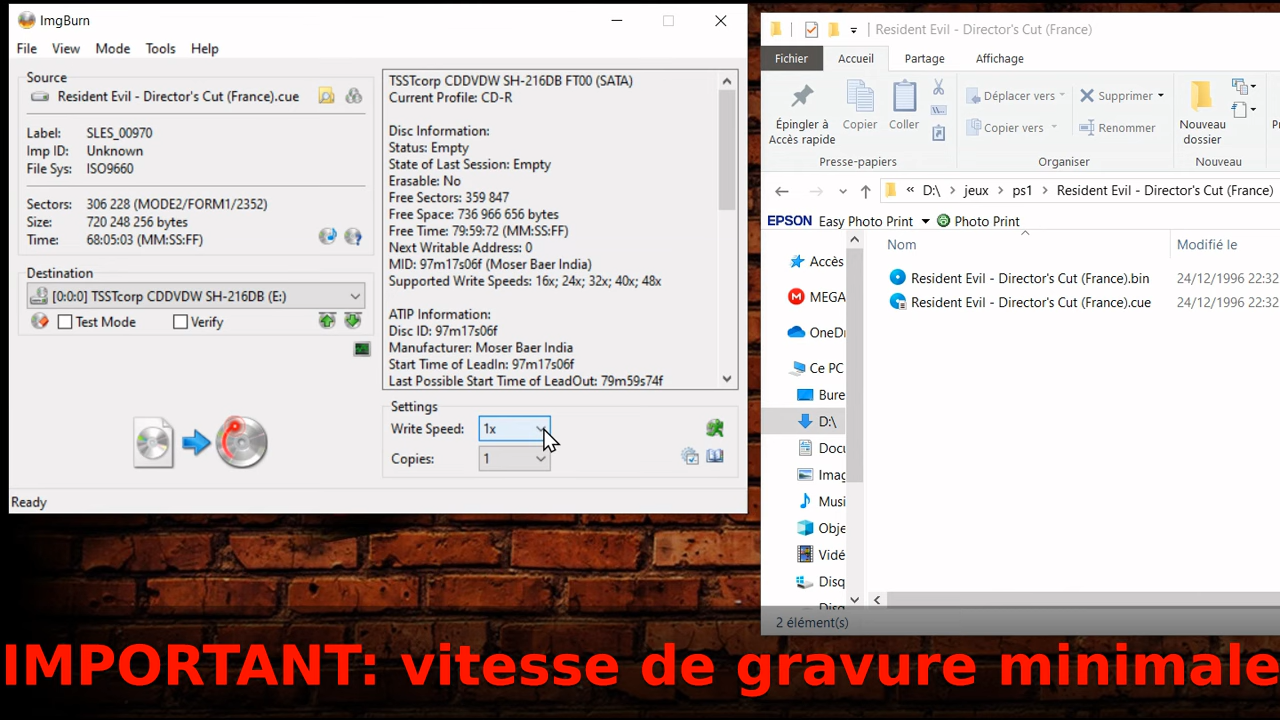 ImgBurn
File View Mode Tools Help
Source
Resident Evil - Director's Cut (France).cue
Label: SLES_00970
Imp ID: Unknown
File Sys: ISO9660
Sectors: 306 228 (MODE2/FORM1/2352)
Size: 720 248 256 bytes
Time: 68:05:03 (MM:SS:FF)
Destination
[0:0:0] TSSTcorp CDDVDW SH-216DB (E:)
Test Mode Verify
TSSTcorp CDDVDW SH-216DB FT00 (SATA)
Current Profile: CD-R
Disc Information:
Status: Empty
State of Last Session: Empty
Erasable: No
Free Sectors: 359 847
Free Space: 736 966 656 bytes
Free Time: 79:59:72 (MM:SS:FF)
Next Writable Address: 0
MID: 97m17s06f (Moser Baer India)
Supported Write Speeds: 16x; 24x; 32x; 40x; 48x
ATIP Information:
Disc ID: 97m17s06f
Manufacturer: Moser Baer India
Start Time of LeadIn: 97m17s06f
Last Possible Start Time of LeadOut: 79m59s74f
Settings
Write Speed: 1x
Copies: 1
Ready
Resident Evil - Director's Cut (France)
Fichier Accueil Partage Affichage
Épingler à
Accès rapide
Copier
Coller
Déplacer vers
Copier vers
Supprimer
Renommer
Nouveau
dossier
Presse-papiers Organiser Nouveau
« D:\ jeux ps1 Resident Evil - Director's Cut (France)
EPSON Easy Photo Print Photo Print
Nom Modifié le
Accès
MEGA
OneDr
Ce PC
Bure
D:\
Docu
Imag
Musi
Obje
Vidé
Disq
Resident Evil - Director's Cut (France).bin 24/12/1996 22:32
Resident Evil - Director's Cut (France).cue 24/12/1996 22:32
2 élément(s)
IMPORTANT: vitesse de gravure minimale